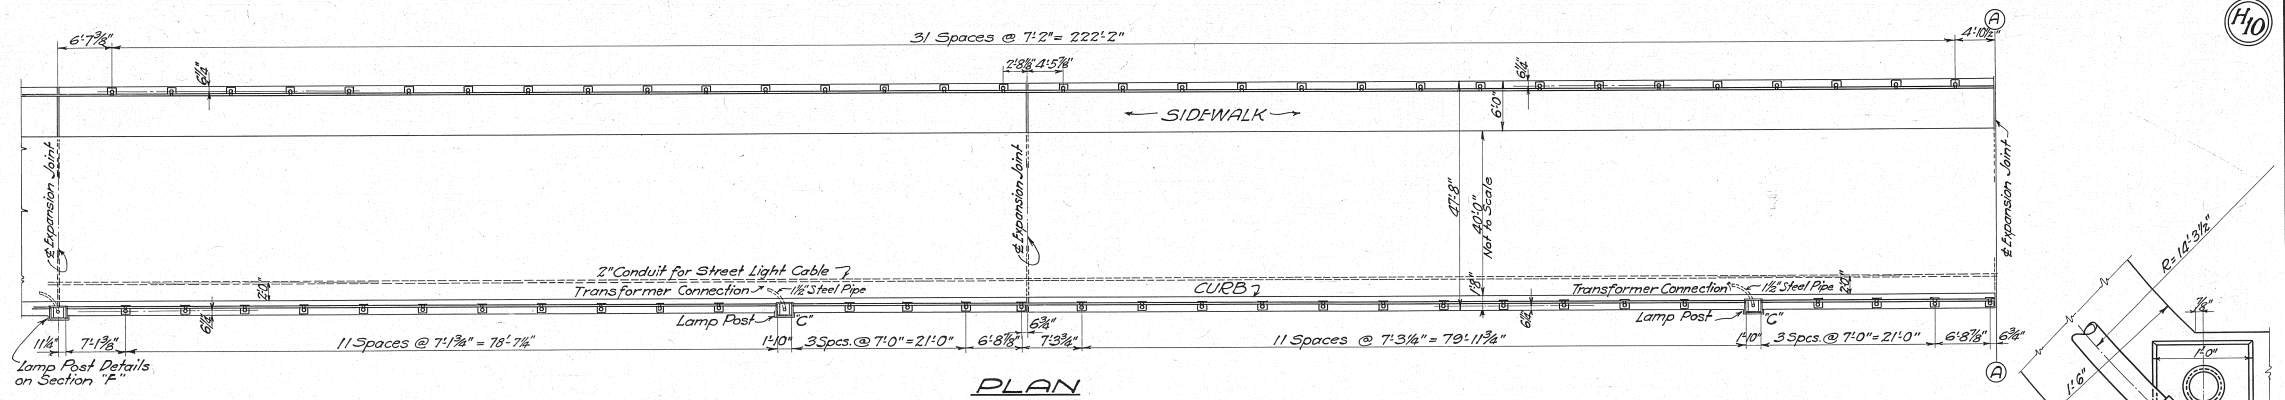 H
10
A
6'-7⅜"
31 Spaces @ 7'-2" = 222'-2"
4'-10½"
6¼"
2'-8⅛" 4'-5⅞"
6¼"
SIDEWALK
6'-0"
℄ Expansion Joint
℄ Expansion Joint
47'-8"
40'-0"
Not to Scale
℄ Expansion Joint
R=14'-3½"
2" Conduit for Street Light Cable
2'-0"
Transformer Connection 1½" Steel Pipe
CURB
1'-8"
Transformer Connection 1½" Steel Pipe
2'-0"
6¼"
Lamp Post "C"
6¾"
6¼"
Lamp Post "C"
7⅛"
11¼" 7'-1⅜" 11 Spaces @ 7'-1¾" = 78'-7¼" 1'-10" 3 Spcs. @ 7'-0" = 21'-0" 6'-8⅞" 7'-3¾" 11 Spaces @ 7'-3¼" = 79'-11¾" 1'-10" 3 Spcs. @ 7'-0" = 21'-0" 6'-8⅞" 6¾"
1'-0"
Lamp Post Details
on Section "F"
A
1'-6"
PLAN